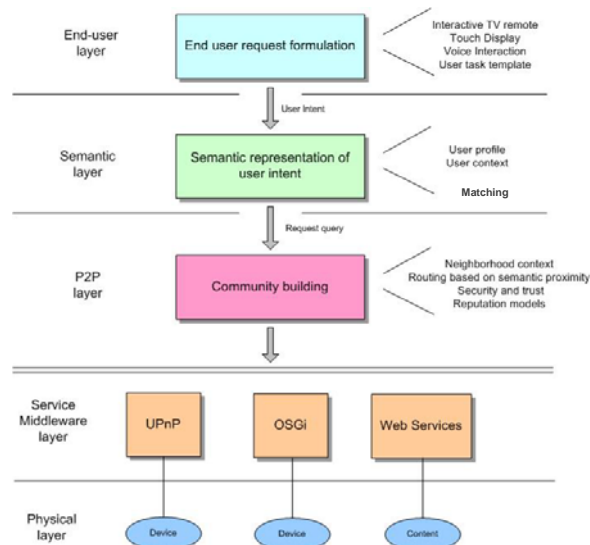 End-user
layer
End user request formulation
Interactive TV remote
Touch Display
Voice Interaction
User task template
User Intent
Semantic
layer
Semantic representation of
user intent
User profile
User context
Matching
Request query
P2P
layer
Community building
Neighborhood context
Routing based on semantic proximity
Security and trust
Reputation models
Service
Middleware
layer
UPnP
OSGi
Web Services
Physical
layer
Device
Device
Content